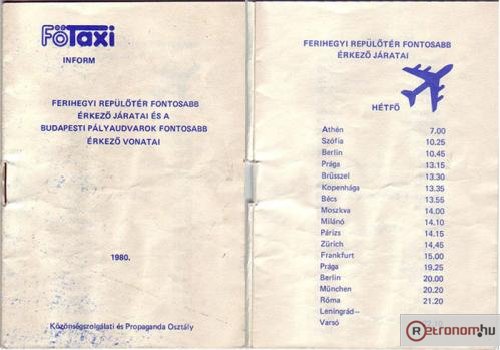 FőTaxi
INFORM
FERIHEGYI REPÜLŐTÉR FONTOSABB
ÉRKEZŐ JÁRATAI ÉS A
BUDAPESTI PÁLYAUDVAROK FONTOSABB
ÉRKEZŐ VONATAI
1980.
Közönségszolgálati és Propaganda Osztály
FERIHEGYI REPÜLŐTÉR FONTOSABB
ÉRKEZŐ JÁRATAI
HÉTFŐ
Athén 7,00
Szófia 10.25
Berlin 10.45
Prága 13.15
Brüsszel 13.30
Kopenhága 13.35
Bécs 13.55
Moszkva 14.00
Milánó 14.10
Párizs 14.15
Zürich 14,45
Frankfurt 15.00
Prága 19.25
Berlin 20.00
München 20.20
Róma 21.20
Leningrád–
Varsó
Retronom.hu